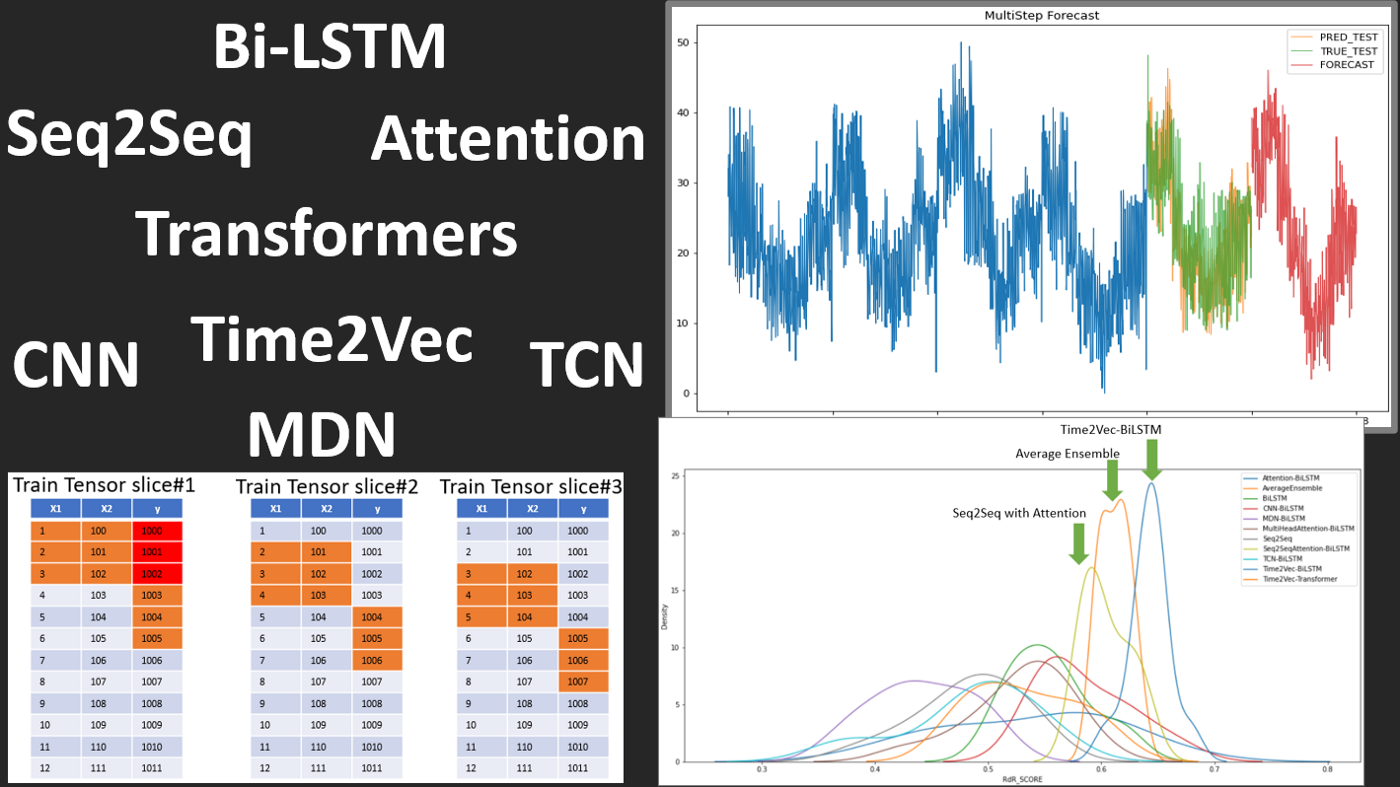 Bi-LSTM
Seq2Seq Attention
Transformers
Time2Vec
CNN TCN
MDN
Train Tensor slice#1
X1 X2 y
1 100 1000
2 101 1001
3 102 1002
4 103 1003
5 104 1004
6 105 1005
7 106 1006
8 107 1007
9 108 1008
10 109 1009
11 110 1010
12 111 1011
Train Tensor slice#2
X1 X2 y
1 100 1000
2 101 1001
3 102 1002
4 103 1003
5 104 1004
6 105 1005
7 106 1006
8 107 1007
9 108 1008
10 109 1009
11 110 1010
12 111 1011
Train Tensor slice#3
X1 X2 y
1 100 1000
2 101 1001
3 102 1002
4 103 1003
5 104 1004
6 105 1005
7 106 1006
8 107 1007
9 108 1008
10 109 1009
11 110 1010
12 111 1011
MultiStep Forecast
50
40
30
20
10
0
PRED_TEST
TRUE_TEST
FORECAST
Time2Vec-BiLSTM
Average Ensemble
Seq2Seq with Attention
25
20
15
10
5
0
Density
0.3 0.4 0.5 0.6 0.7 0.8
RdR_SCORE
Attention-BiLSTM
AverageEnsemble
BiLSTM
CNN-BiLSTM
MDN-BiLSTM
MultiHeadAttention-BiLSTM
Seq2Seq
Seq2SeqAttention-BiLSTM
TCN-BiLSTM
Time2Vec-BiLSTM
Time2Vec-Transformer